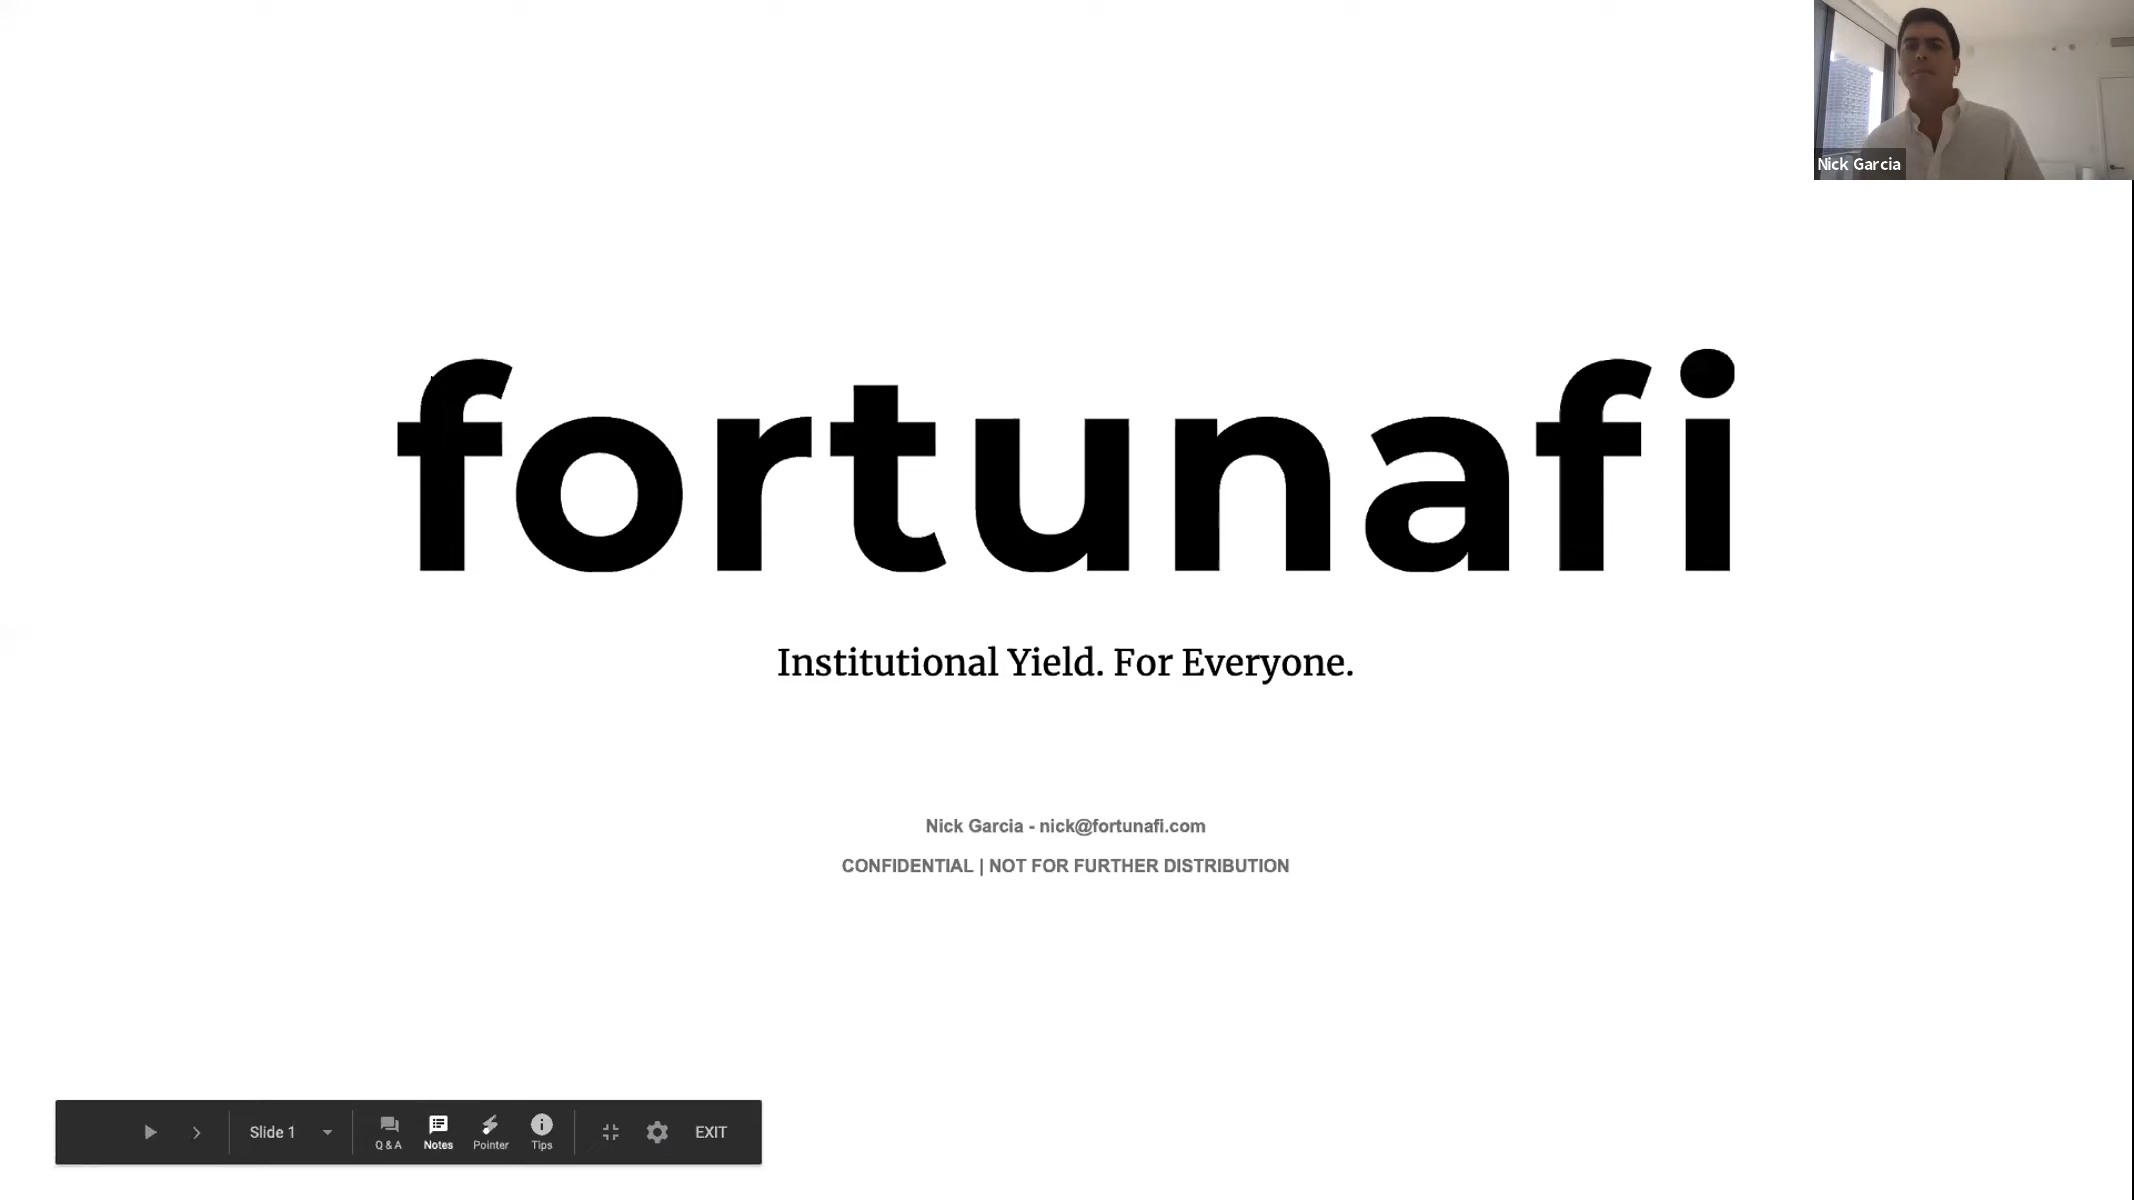 Nick Garcia
fortunafi
Institutional Yield. For Everyone.
Nick Garcia - nick@fortunafi.com
CONFIDENTIAL | NOT FOR FURTHER DISTRIBUTION
Slide 1
Q & A
Notes
Pointer
Tips
EXIT